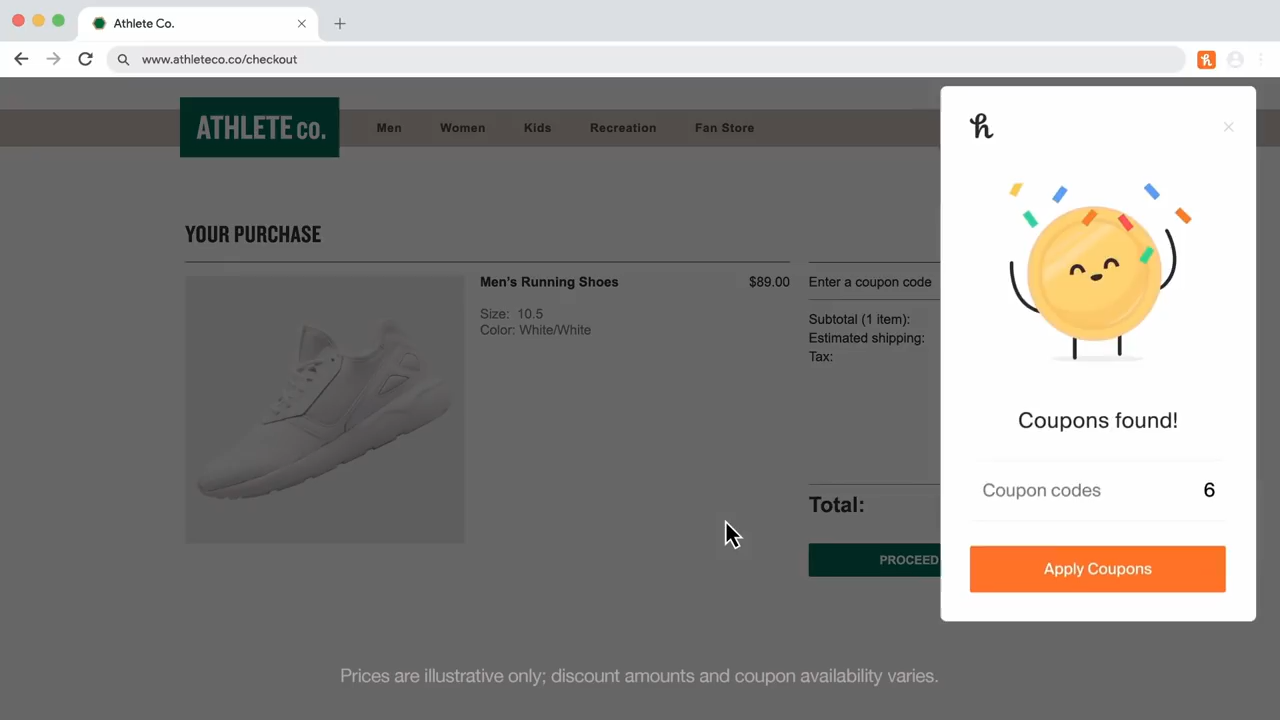 Athlete Co.
www.athleteco.co/checkout
ATHLETE CO.
Men Women Kids Recreation Fan Store
YOUR PURCHASE
Men's Running Shoes $89.00
Size: 10.5
Color: White/White
Enter a coupon code
Subtotal (1 item):
Estimated shipping:
Tax:
Total:
PROCEED
h
Coupons found!
Coupon codes 6
Apply Coupons
Prices are illustrative only; discount amounts and coupon availability varies.